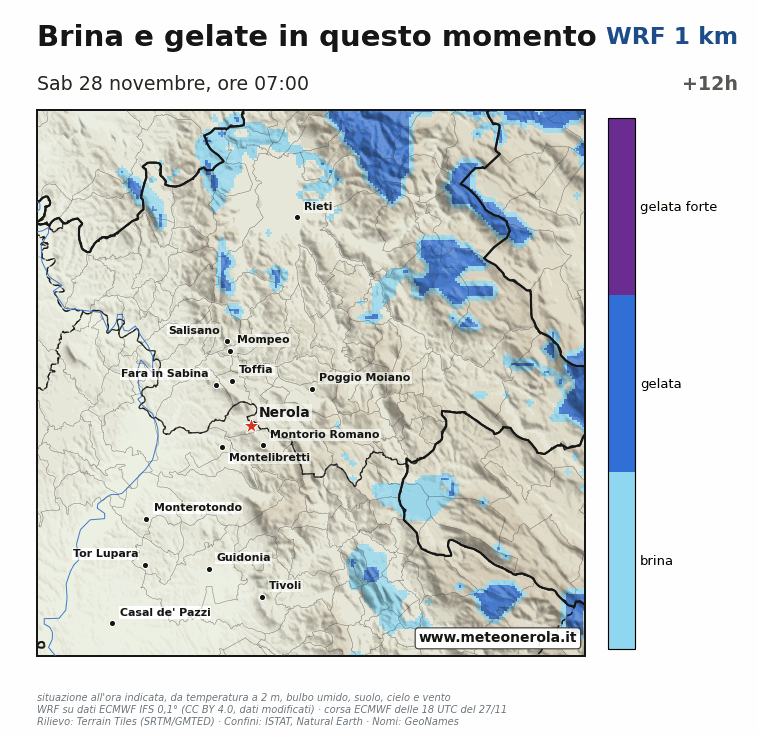 Brina e gelate in questo momento WRF 1 km
Sab 28 novembre, ore 07:00 +12h
Rieti
gelata forte
Salisano
Mompeo
Fara in Sabina
Toffia
Poggio Moiano
gelata
Nerola
Montorio Romano
Montelibretti
Monterotondo
brina
Tor Lupara
Guidonia
Tivoli
Casal de' Pazzi
www.meteonerola.it
situazione all'ora indicata, da temperatura a 2 m, bulbo umido, suolo, cielo e vento
WRF su dati ECMWF IFS 0,1° (CC BY 4.0, dati modificati) · corsa ECMWF delle 18 UTC del 27/11
Rilievo: Terrain Tiles (SRTM/GMTED) · Confini: ISTAT, Natural Earth · Nomi: GeoNames